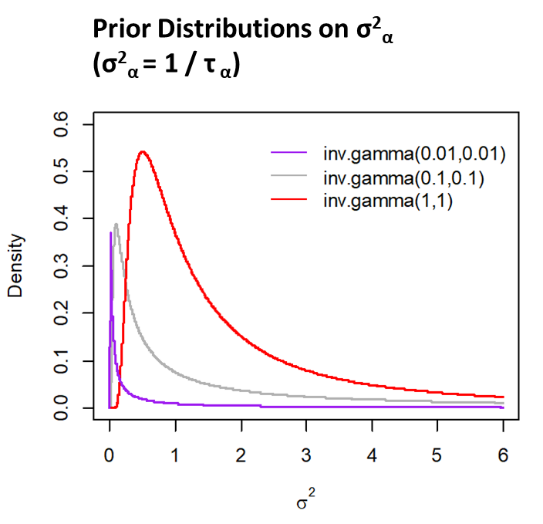 Prior Distributions on σ²α
(σ²α = 1 / τα)
inv.gamma(0.01,0.01)
inv.gamma(0.1,0.1)
inv.gamma(1,1)
Density
0.6
0.5
0.4
0.3
0.2
0.1
0.0
0 1 2 3 4 5 6
σ²